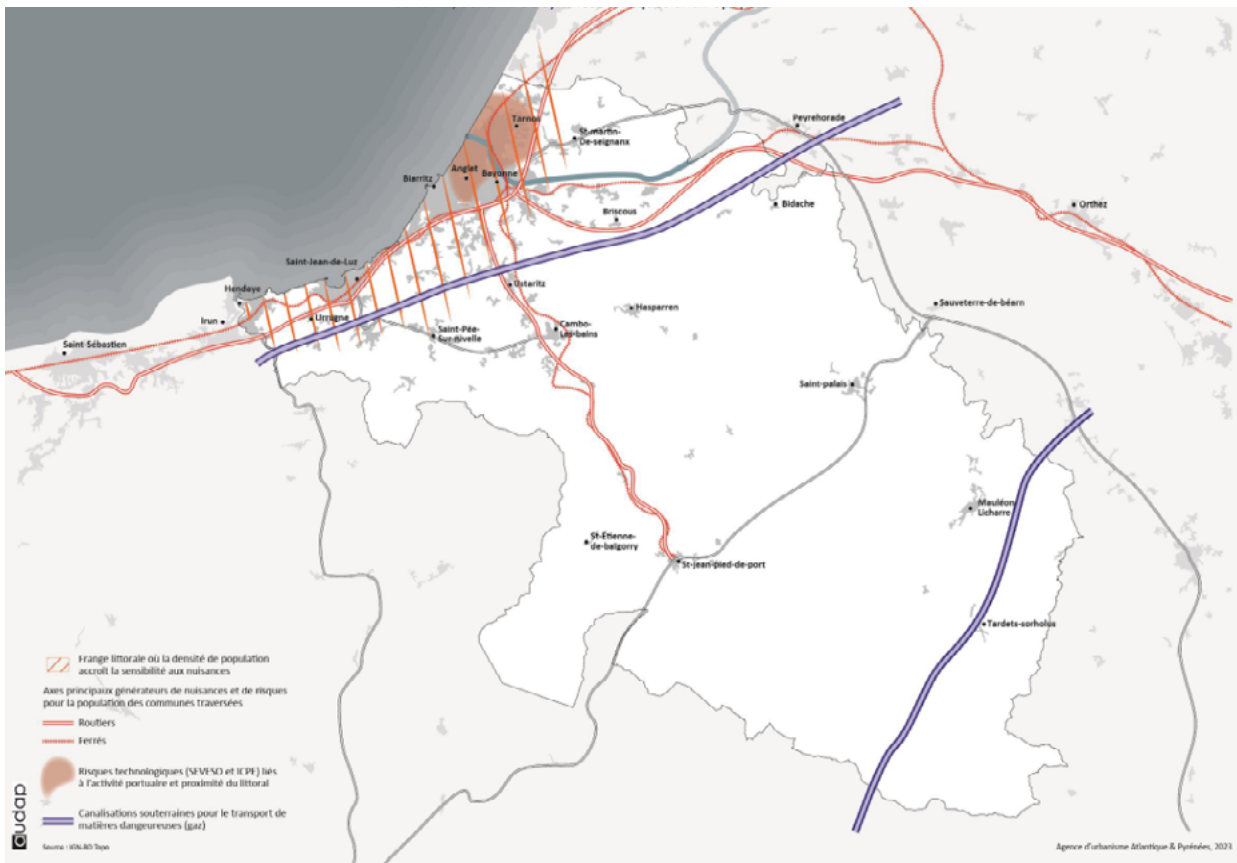 Tarnos
St-martin-
De-seignanx
Peyrehorade
Biarritz
Anglet
Bayonne
Bidache
Orthez
Briscous
Saint-Jean-de-Luz
Hendaye
Ustaritz
Hasparren
Sauveterre-de-béarn
Irun
Urrugne
Saint-Pée-
Sur-nivelle
Cambo-
Les-bains
Saint-Sébastien
Saint-palais
Mauléon
Licharre
St-Étienne-
de-baïgorry
St-jean-pied-de-port
Tardets-sorholus
Frange littorale où la densité de population
accroît la sensibilité aux nuisances
Axes principaux générateurs de nuisances et de risques
pour la population des communes traversées
Routiers
Ferrés
Risques technologiques (SEVESO et ICPE) liés
à l'activité portuaire et proximité du littoral
Canalisations souterraines pour le transport de
matières dangeureuses (gaz)
audap
Source : IGN-BD Topo
Agence d'urbanisme Atlantique & Pyrénées, 2023